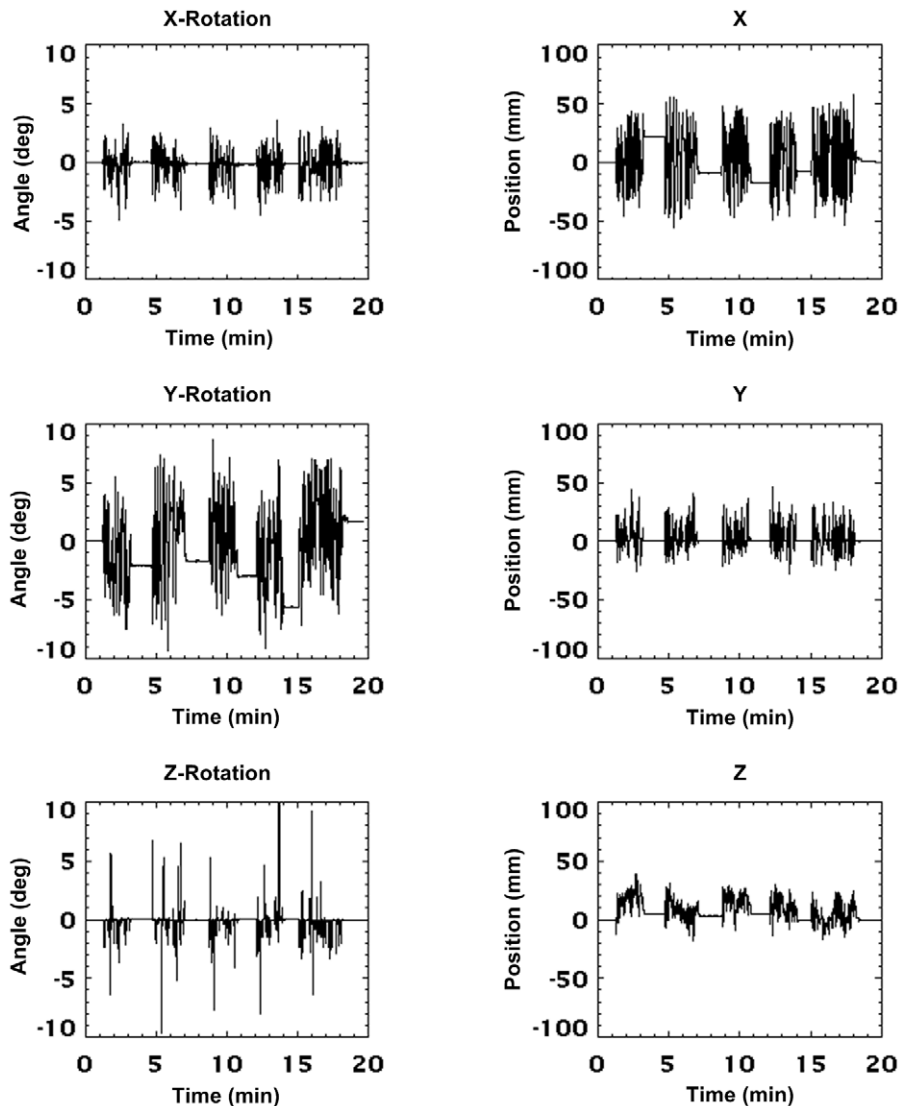 X-Rotation
10
5
0
-5
-10
Angle (deg)
0 5 10 15 20
Time (min)
X
100
50
0
-50
-100
Position (mm)
0 5 10 15 20
Time (min)
Y-Rotation
10
5
0
-5
-10
Angle (deg)
0 5 10 15 20
Time (min)
Y
100
50
0
-50
-100
Position (mm)
0 5 10 15 20
Time (min)
Z-Rotation
10
5
0
-5
-10
Angle (deg)
0 5 10 15 20
Time (min)
Z
100
50
0
-50
-100
Position (mm)
0 5 10 15 20
Time (min)